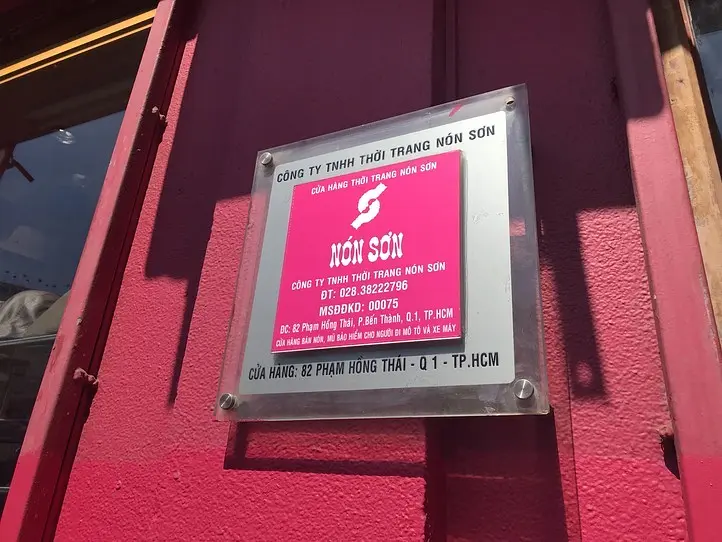 CÔNG TY TNHH THỜI TRANG NÓN SƠN
CỬA HÀNG THỜI TRANG NÓN SƠN
NÓN SƠN
CÔNG TY TNHH THỜI TRANG NÓN SƠN
ĐT: 028.38222796
MSĐĐKD: 00075
ĐC: 82 Phạm Hồng Thái, P.Bến Thành, Q.1, TP.HCM
CỬA HÀNG BÁN NÓN, MŨ BẢO HIỂM CHO NGƯỜI ĐI MÔ TÔ VÀ XE MÁY
CỬA HÀNG: 82 PHẠM HỒNG THÁI - Q 1 - TP.HCM